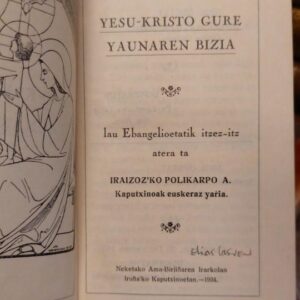 YESU-KRISTO GURE
YAUNAREN BIZIA
lau Ebangelioetatik itzez-itz
atera ta
IRAIZOZ'KO POLIKARPO A.
Kaputxinoak euskeraz yaŕia.
Neketako Ama-Birjiñaren Irarkolan
Iruña'ko Kaputxinoetan.—1934.